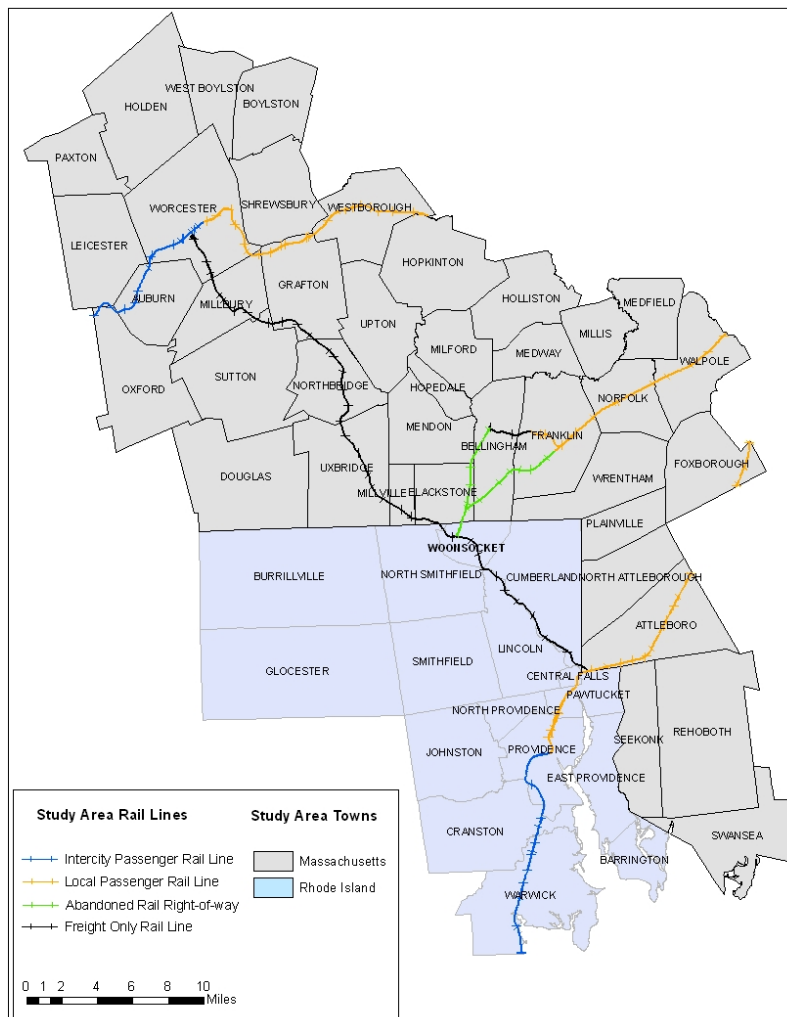 WEST BOYLSTON
HOLDEN
BOYLSTON
PAXTON
WORCESTER
SHREWSBURY
WESTBOROUGH
LEICESTER
HOPKINTON
GRAFTON
AUBURN
MILLBURY
HOLLISTON
MEDFIELD
UPTON
MILLIS
MILFORD
MEDWAY
WALPOLE
OXFORD
SUTTON
NORTHBRIDGE
HOPEDALE
NORFOLK
MENDON
FRANKLIN
BELLINGHAM
UXBRIDGE
FOXBOROUGH
DOUGLAS
WRENTHAM
MILLVILLE
BLACKSTONE
PLAINVILLE
WOONSOCKET
BURRILLVILLE
NORTH SMITHFIELD
CUMBERLAND
NORTH ATTLEBOROUGH
ATTLEBORO
LINCOLN
GLOCESTER
SMITHFIELD
CENTRAL FALLS
PAWTUCKET
NORTH PROVIDENCE
REHOBOTH
SEEKONK
JOHNSTON
PROVIDENCE
EAST PROVIDENCE
CRANSTON
SWANSEA
BARRINGTON
WARWICK
Study Area Rail Lines
Intercity Passenger Rail Line
Local Passenger Rail Line
Abandoned Rail Right-of-way
Freight Only Rail Line
Study Area Towns
Massachusetts
Rhode Island
0 1 2 4 6 8 10
Miles